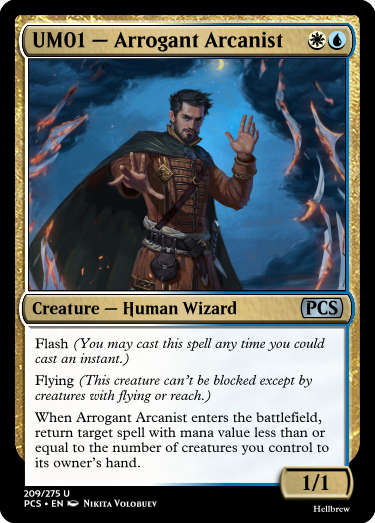 UM01 — Arrogant Arcanist
Creature — Human Wizard PCS
Flash (You may cast this spell any time you could
cast an instant.)
Flying (This creature can't be blocked except by
creatures with flying or reach.)
When Arrogant Arcanist enters the battlefield,
return target spell with mana value less than or
equal to the number of creatures you control to
its owner's hand.
1/1
209/275 U
PCS • EN Nikita Volobuev
Hellbrew